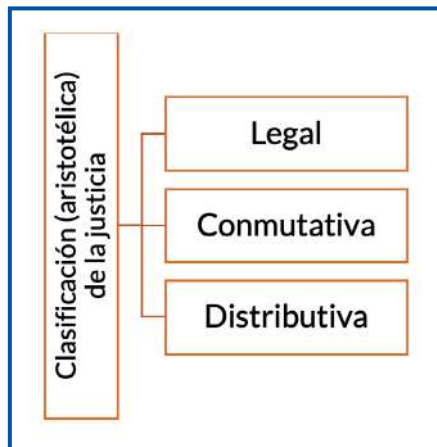 Clasificación (aristotélica)
de la justicia
Legal
Conmutativa
Distributiva